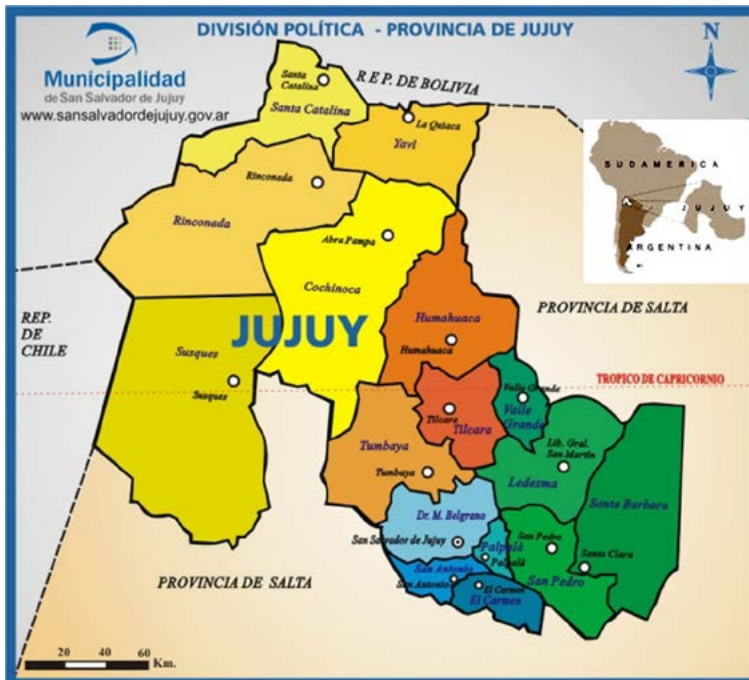 DIVISIÓN POLÍTICA - PROVINCIA DE JUJUY
N
Municipalidad
de San Salvador de Jujuy
www.sansalvadordejujuy.gov.ar
REP. DE BOLIVIA
Santa
Catalina
Santa Catalina
La Quiaca
Yavi
SUDAMERICA
JUJUY
ARGENTINA
Rinconada
Rinconada
Abra Pampa
Cochinoca
Humahuaca
Humahuaca
PROVINCIA DE SALTA
REP.
DE
CHILE
JUJUY
Susques
Susques
TROPICO DE CAPRICORNIO
Valle Grande
Valle
Grande
Tilcara
Tilcara
Tumbaya
Tumbaya
Lib. Gral.
San Martín
Ledesma
Santa Barbara
Dr. M. Belgrano
San Salvador de Jujuy
Palpalà
Palpalà
San Pedro
Santa Clara
San Pedro
San Antonio
San Antonio
El Carmen
El Carmen
PROVINCIA DE SALTA
20 40 60
Km.